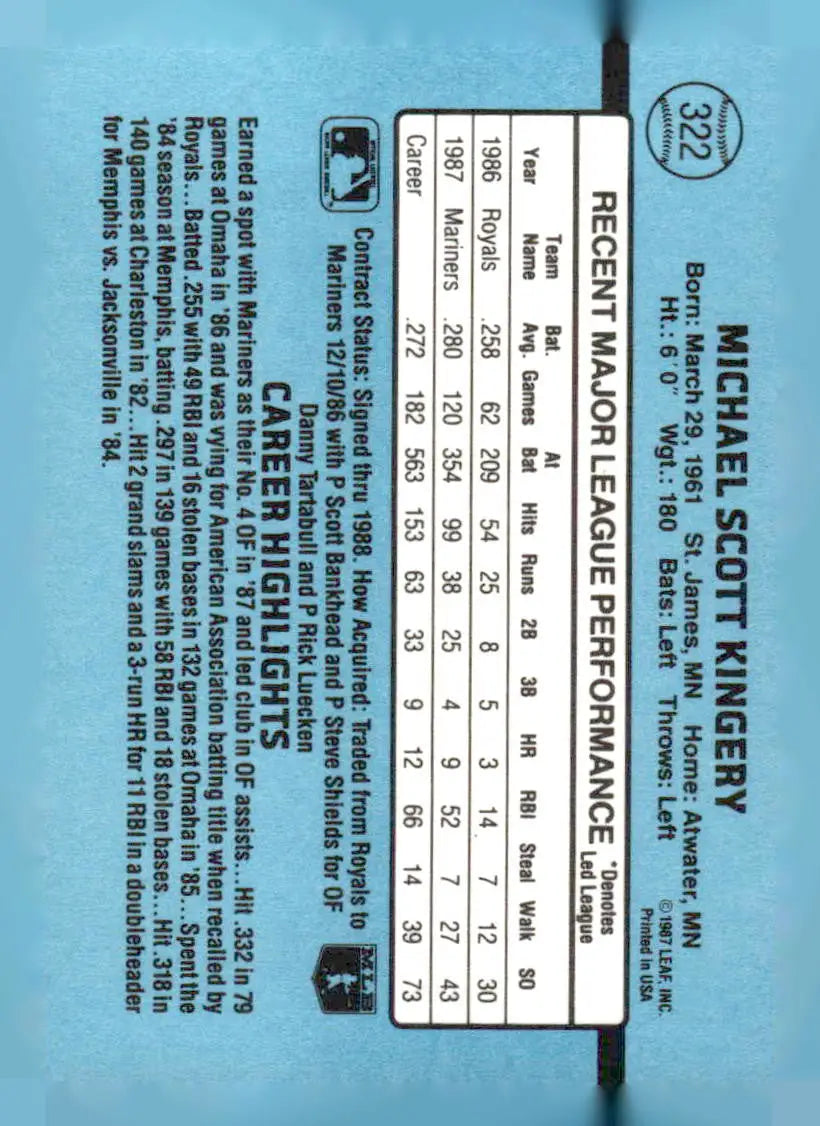 322
MICHAEL SCOTT KINGERY
Born: March 29, 1961 St. James, MN Home: Atwater, MN
Ht.: 6'0" Wgt.: 180 Bats: Left Throws: Left
© 1987 LEAF, INC.
Printed in USA
RECENT MAJOR LEAGUE PERFORMANCE *Denotes Led League
Year Team Name Bat. Avg. Games At Bat Hits Runs 2B 3B HR RBI Steal Walk SO
1986 Royals .258 62 209 54 25 8 5 3 14 7 12 30
1987 Mariners .280 120 354 99 38 25 4 9 52 7 27 43
Career .272 182 563 153 63 33 9 12 66 14 39 73
Contract Status: Signed thru 1988. How Acquired: Traded from Royals to
Mariners 12/10/86 with P Scott Bankhead and P Steve Shields for OF
Danny Tartabull and P Rick Luecken
MLB
CAREER HIGHLIGHTS
Earned a spot with Mariners as their No. 4 OF in '87 and led club in OF assists...Hit .332 in 79
games at Omaha in '86 and was vying for American Association batting title when recalled by
Royals...Batted .255 with 49 RBI and 16 stolen bases in 132 games at Omaha in '85...Spent the
'84 season at Memphis, batting .297 in 139 games with 58 RBI and 18 stolen bases...Hit .318 in
140 games at Charleston in '82...Hit 2 grand slams and a 3-run HR for 11 RBI in a doubleheader
for Memphis vs. Jacksonville in '84.